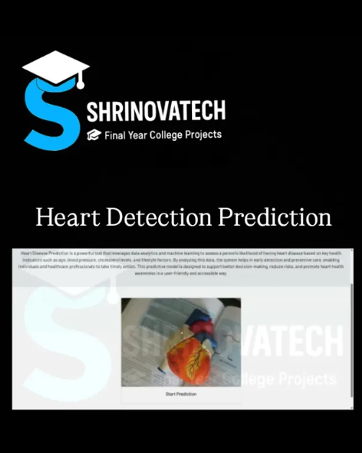 SHRINOVATECH
Final Year College Projects
Heart Detection Prediction
Heart Disease Prediction is a powerful tool that leverages data analytics and machine learning to assess a person's likelihood of having heart disease based on key health
indicators such as age, blood pressure, cholesterol levels, and lifestyle factors. By analyzing this data, the system helps in early detection and preventive care, enabling
individuals and healthcare professionals to take timely action. This predictive model is designed to support better decision-making, reduce risks, and promote heart health
awareness in a user-friendly and accessible way.
SHRINOVATECH
Final Year College Projects
Start Prediction